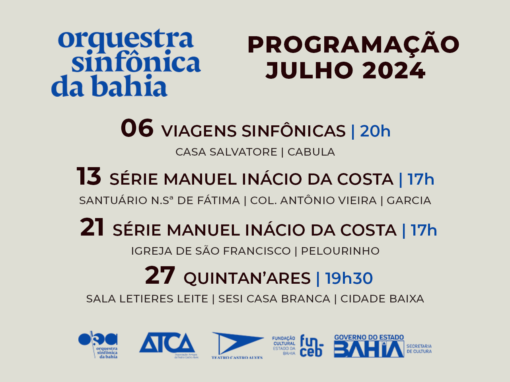 orquestra
sinfônica
da bahia
PROGRAMAÇÃO
JULHO 2024
06 VIAGENS SINFÔNICAS | 20h
CASA SALVATORE | CABULA
13 SÉRIE MANUEL INÁCIO DA COSTA | 17h
SANTUÁRIO N.Sª DE FÁTIMA | COL. ANTÔNIO VIEIRA | GARCIA
21 SÉRIE MANUEL INÁCIO DA COSTA | 17h
IGREJA DE SÃO FRANCISCO | PELOURINHO
27 QUINTAN'ARES | 19h30
SALA LETIERES LEITE | SESI CASA BRANCA | CIDADE BAIXA
orquestra
sinfônica
da bahia
ATCA
TEATRO CASTRO ALVES
FUNDAÇÃO
CULTURAL
ESTADO DA
BAHIA
fun
ceb
GOVERNO DO ESTADO
BAHIA
SECRETARIA
DE CULTURA